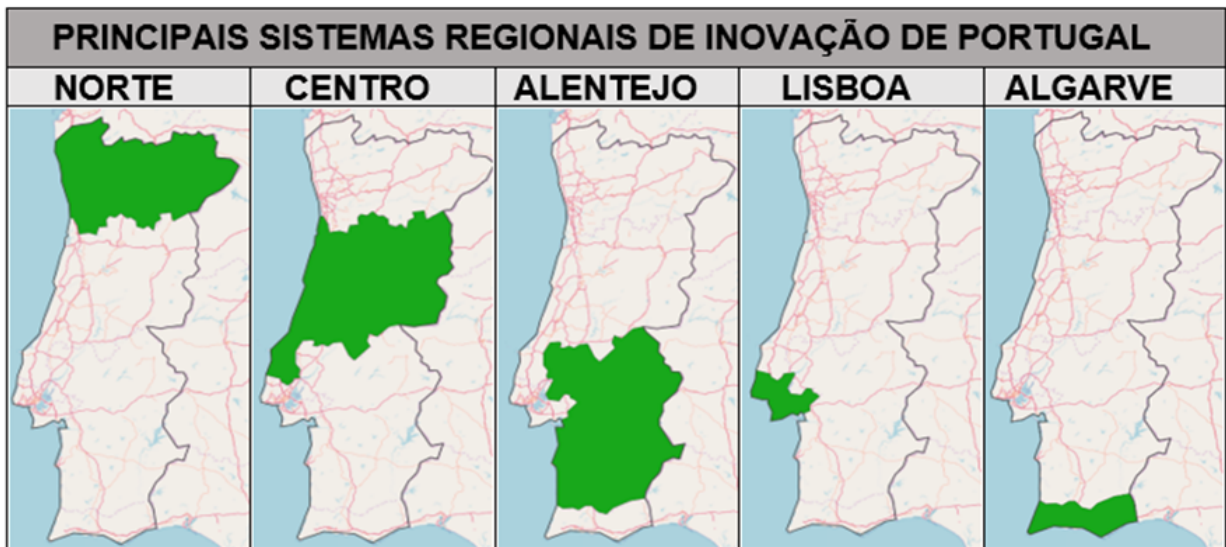 PRINCIPAIS SISTEMAS REGIONAIS DE INOVAÇÃO DE PORTUGAL
NORTE CENTRO ALENTEJO LISBOA ALGARVE